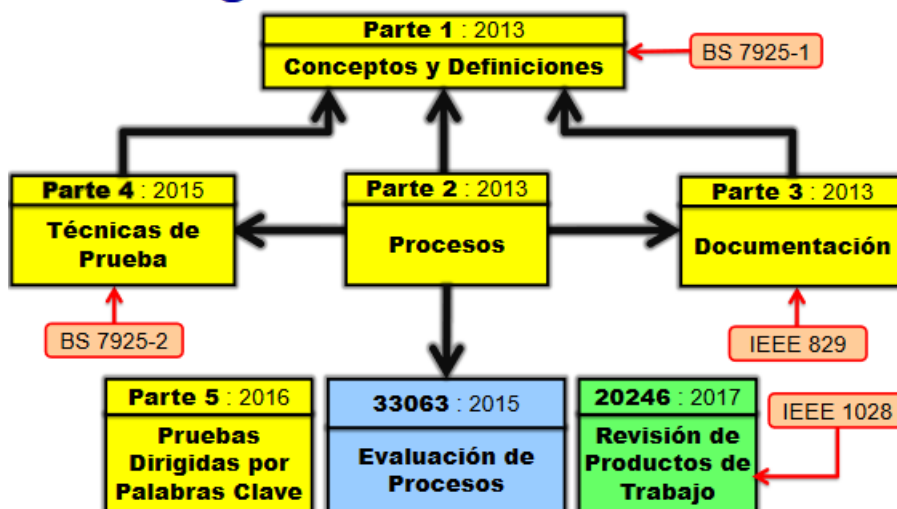 Parte 1 : 2013
Conceptos y Definiciones
BS 7925-1
Parte 4 : 2015
Técnicas de
Prueba
Parte 2 : 2013
Procesos
Parte 3 : 2013
Documentación
BS 7925-2
IEEE 829
Parte 5 : 2016
Pruebas
Dirigidas por
Palabras Clave
33063 : 2015
Evaluación de
Procesos
20246 : 2017
Revisión de
Productos de
Trabajo
IEEE 1028